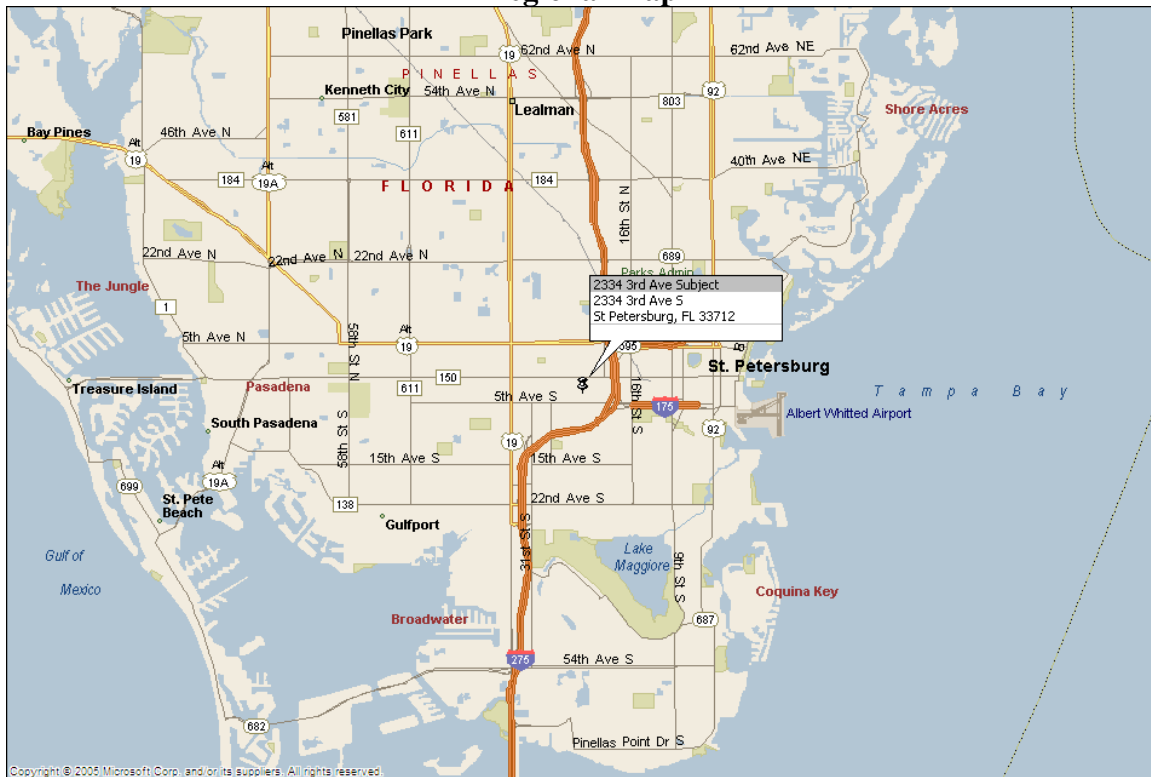 Pinellas Park
62nd Ave N
62nd Ave NE
19
PINELLAS
92
Kenneth City
54th Ave N
803
Lealman
Shore Acres
581
611
Bay Pines
46th Ave N
Alt
19
40th Ave NE
Alt
19A
184
184
FLORIDA
16th St N
22nd Ave N
22nd Ave N
22nd Ave N
689
Parks Admin
The Jungle
2334 3rd Ave Subject
2334 3rd Ave S
St Petersburg, FL 33712
1
5th Ave N
Alt
19
58th St N
595
St. Petersburg
Treasure Island
Pasadena
611
150
16th St S
Tampa Bay
5th Ave S
175
Albert Whitted Airport
South Pasadena
58th St S
19
92
Alt
19A
15th Ave S
15th Ave S
699
St. Pete
Beach
138
22nd Ave S
Gulfport
31st St S
Gulf of
Mexico
Lake
Maggiore
9th St S
Coquina Key
Broadwater
687
275
54th Ave S
682
Pinellas Point Dr S
Copyright © 2005 Microsoft Corp. and/or its suppliers. All rights reserved.